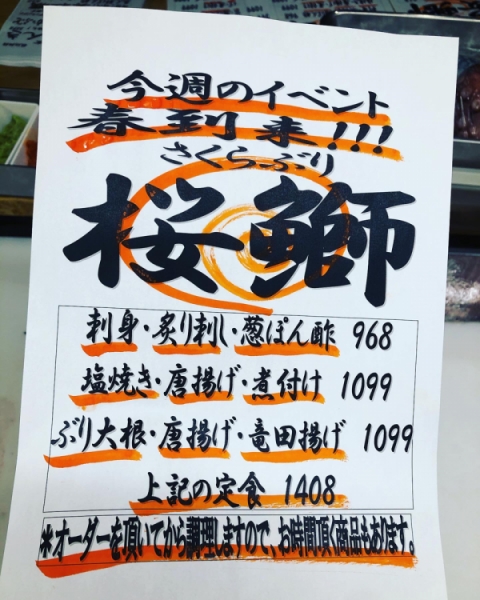 今週のイベント
春到来!!!
さくらぶり
桜鰤
刺身・炙り刺し・葱ぽん酢 968
塩焼き・唐揚げ・煮付け 1099
ぶり大根・唐揚げ・竜田揚げ 1099
上記の定食 1408
*オーダーを頂いてから調理しますので、お時間頂く商品もあります。